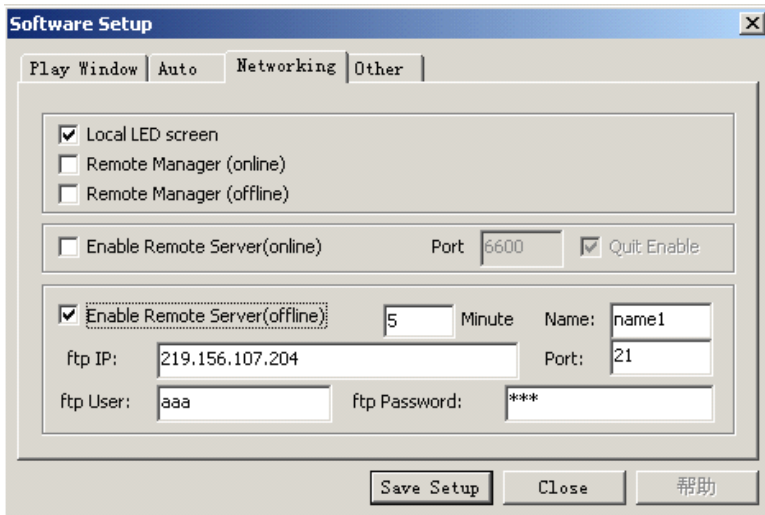 Software Setup
Play Window Auto Networking Other
Local LED screen
Remote Manager (online)
Remote Manager (offline)
Enable Remote Server(online) Port 6600 Quit Enable
Enable Remote Server(offline) 5 Minute Name: name1
ftp IP: 219.156.107.204 Port: 21
ftp User: aaa ftp Password: ***
Save Setup Close 帮助